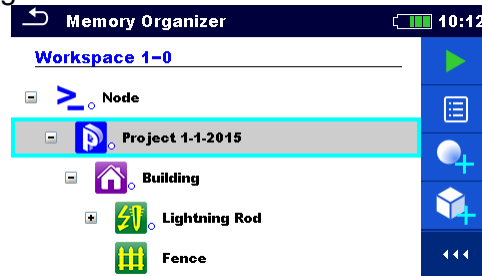 Memory Organizer
10:12
Workspace 1-0
Node
Project 1-1-2015
Building
Lightning Rod
Fence